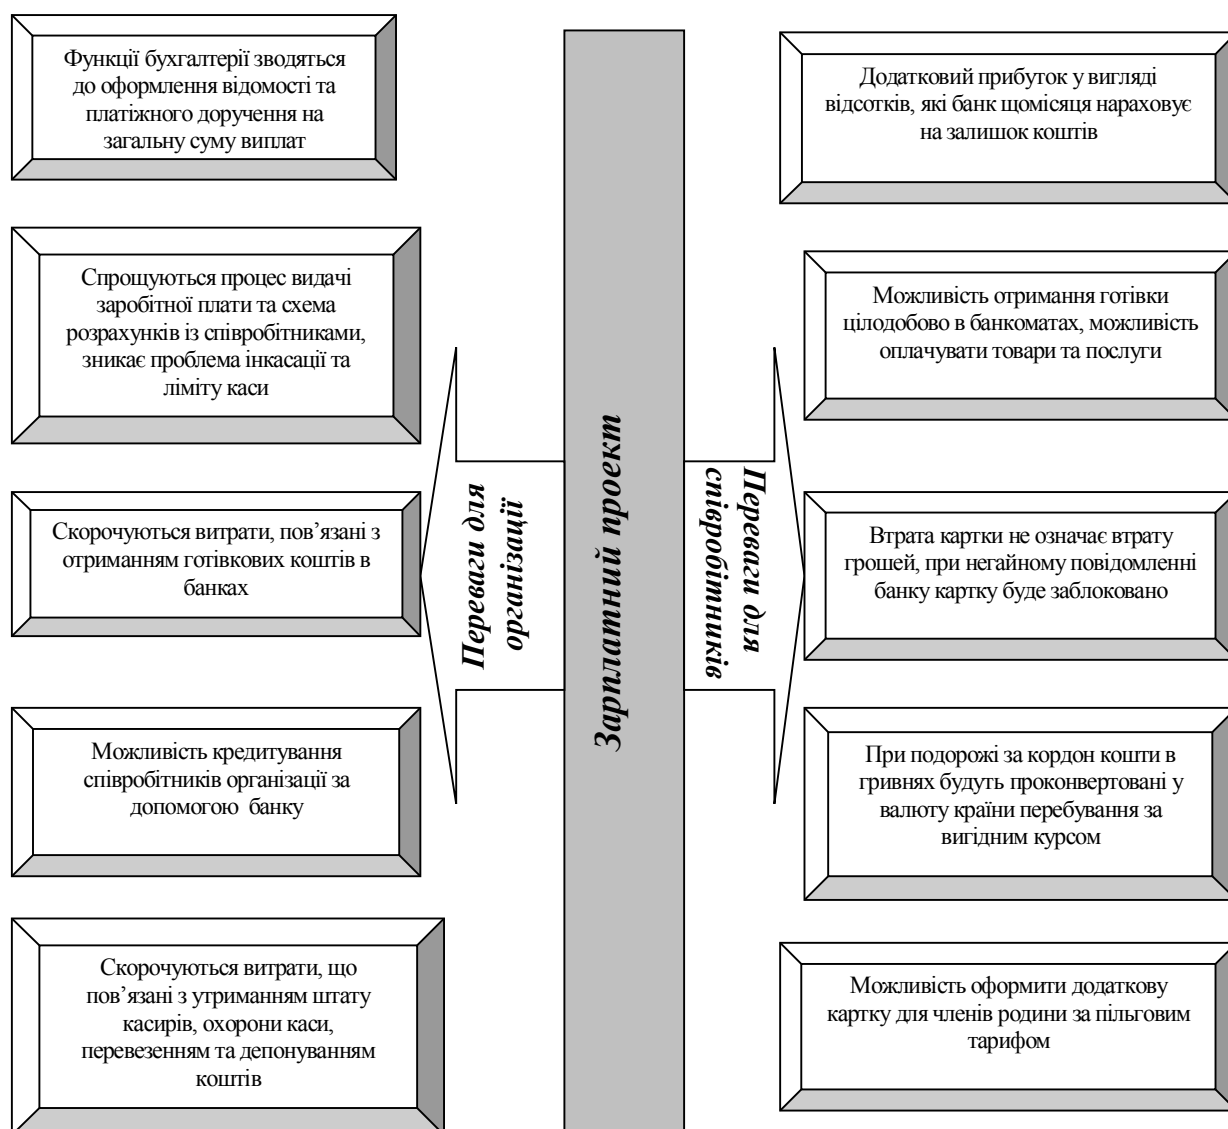 Функції бухгалтерії зводяться
до оформлення відомості та
платіжного доручення на
загальну суму виплат
Спрощуються процес видачі
заробітної плати та схема
розрахунків із співробітниками,
зникає проблема інкасації та
ліміту каси
Скорочуються витрати, пов’язані з
отриманням готівкових коштів в
банках
Можливість кредитування
співробітників організації за
допомогою банку
Скорочуються витрати, що
пов’язані з утриманням штату
касирів, охорони каси,
перевезенням та депонуванням
коштів
Переваги для
організації
Зарплатний проект
Переваги для
співробітників
Додатковий прибуток у вигляді
відсотків, які банк щомісяця нараховує
на залишок коштів
Можливість отримання готівки
цілодобово в банкоматах, можливість
оплачувати товари та послуги
Втрата картки не означає втрату
грошей, при негайному повідомленні
банку картку буде заблоковано
При подорожі за кордон кошти в
гривнях будуть проконвертовані у
валюту країни перебування за
вигідним курсом
Можливість оформити додаткову
картку для членів родини за пільговим
тарифом